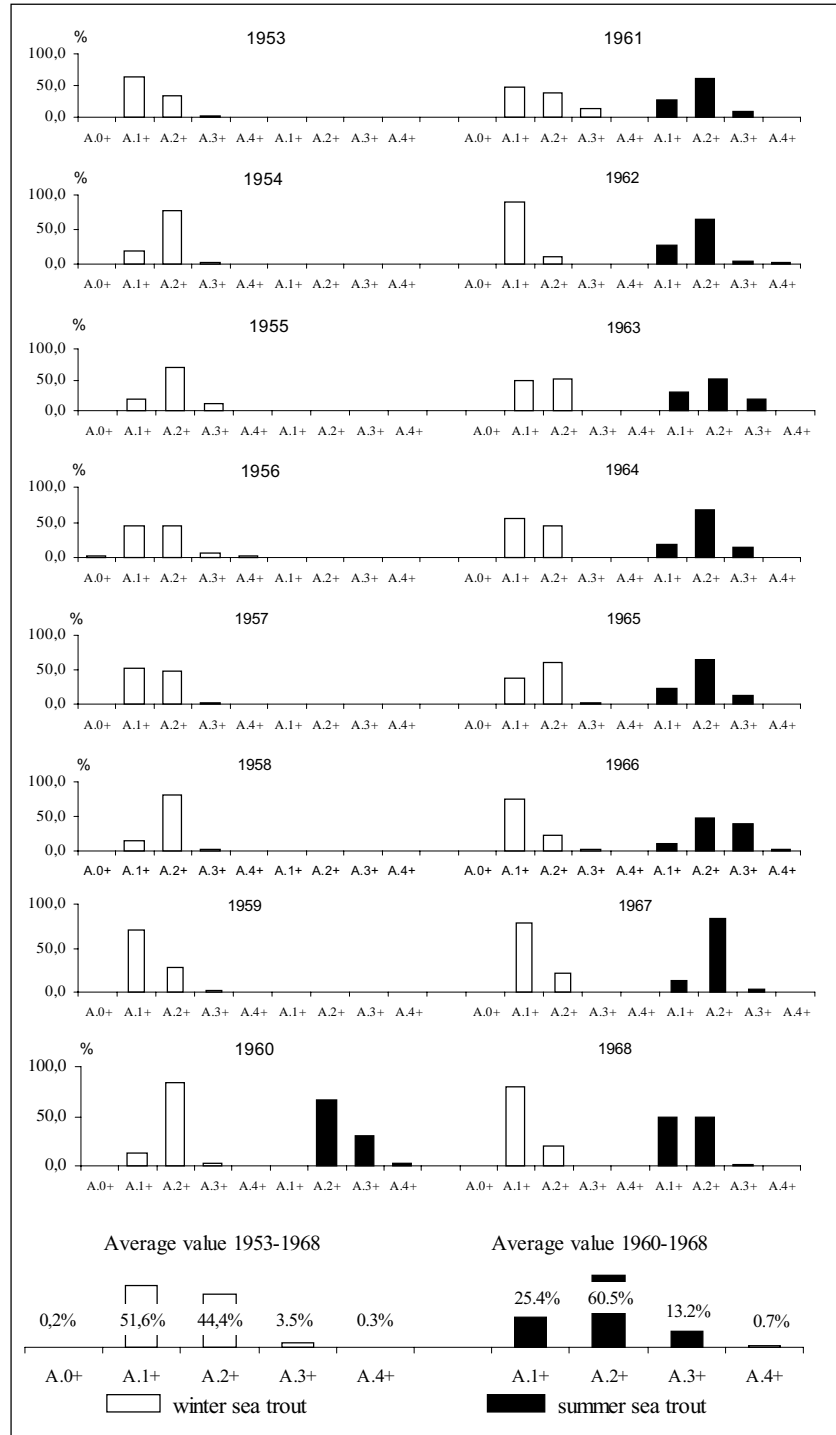 % 1953 1961
100,0
50,0
0,0
A.0+ A.1+ A.2+ A.3+ A.4+ A.1+ A.2+ A.3+ A.4+ A.0+ A.1+ A.2+ A.3+ A.4+ A.1+ A.2+ A.3+ A.4+
% 1954 1962
100,0
50,0
0,0
A.0+ A.1+ A.2+ A.3+ A.4+ A.1+ A.2+ A.3+ A.4+ A.0+ A.1+ A.2+ A.3+ A.4+ A.1+ A.2+ A.3+ A.4+
% 1955 1963
100,0
50,0
0,0
A.0+ A.1+ A.2+ A.3+ A.4+ A.1+ A.2+ A.3+ A.4+ A.0+ A.1+ A.2+ A.3+ A.4+ A.1+ A.2+ A.3+ A.4+
% 1956 1964
100,0
50,0
0,0
A.0+ A.1+ A.2+ A.3+ A.4+ A.1+ A.2+ A.3+ A.4+ A.0+ A.1+ A.2+ A.3+ A.4+ A.1+ A.2+ A.3+ A.4+
% 1957 1965
100,0
50,0
0,0
A.0+ A.1+ A.2+ A.3+ A.4+ A.1+ A.2+ A.3+ A.4+ A.0+ A.1+ A.2+ A.3+ A.4+ A.1+ A.2+ A.3+ A.4+
% 1958 1966
100,0
50,0
0,0
A.0+ A.1+ A.2+ A.3+ A.4+ A.1+ A.2+ A.3+ A.4+ A.0+ A.1+ A.2+ A.3+ A.4+ A.1+ A.2+ A.3+ A.4+
1959 1967
100,0
50,0
0,0
A.0+ A.1+ A.2+ A.3+ A.4+ A.1+ A.2+ A.3+ A.4+ A.0+ A.1+ A.2+ A.3+ A.4+ A.1+ A.2+ A.3+ A.4+
% 1960 1968
100,0
50,0
0,0
A.0+ A.1+ A.2+ A.3+ A.4+ A.1+ A.2+ A.3+ A.4+ A.0+ A.1+ A.2+ A.3+ A.4+ A.1+ A.2+ A.3+ A.4+
Average value 1953-1968 Average value 1960-1968
0,2% 51,6% 44,4% 3.5% 0.3% 25.4% 60.5% 13.2% 0.7%
A.0+ A.1+ A.2+ A.3+ A.4+ A.1+ A.2+ A.3+ A.4+
winter sea trout summer sea trout